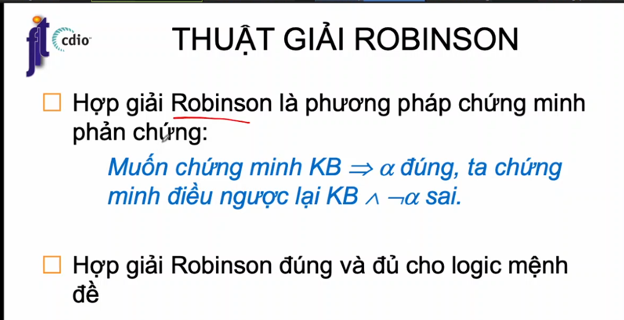 fit
cdio
THUẬT GIẢI ROBINSON
Hợp giải Robinson là phương pháp chứng minh
phản chứng:
Muốn chứng minh KB ⇒ α đúng, ta chứng
minh điều ngược lại KB ∧ ¬α sai.
Hợp giải Robinson đúng và đủ cho logic mệnh
đề